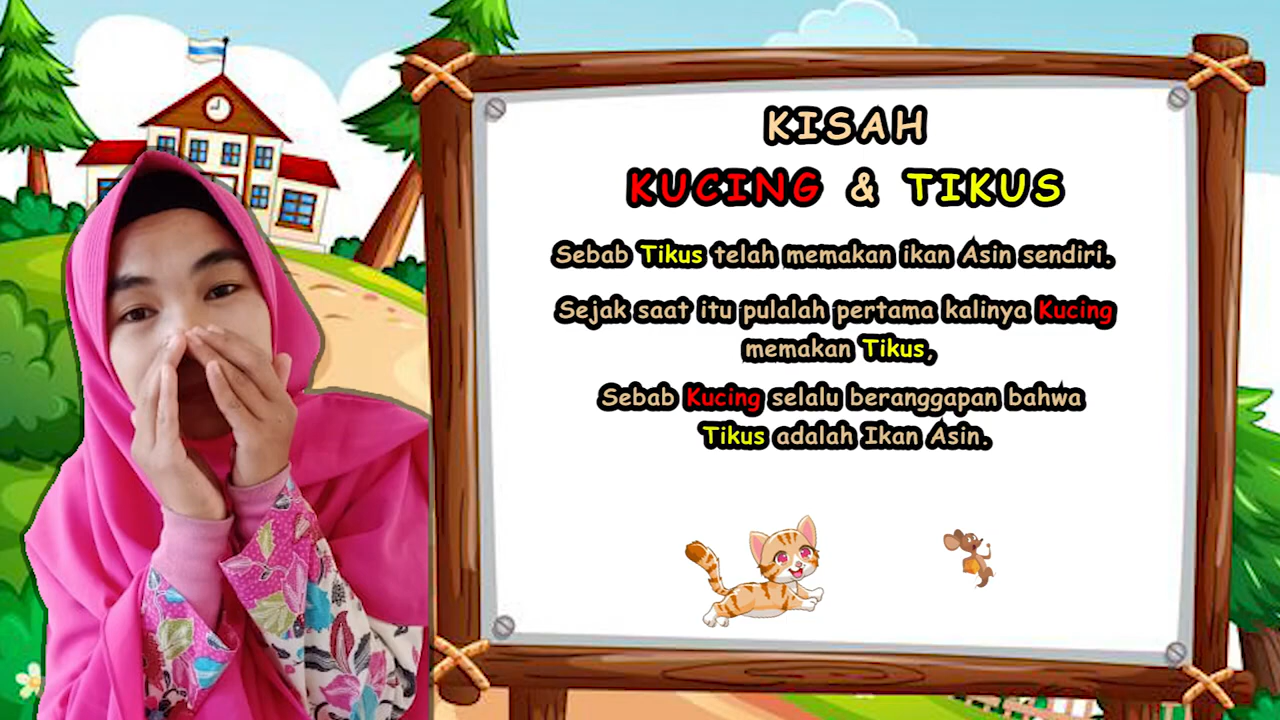 KISAH
KUCING & TIKUS
Sebab Tikus telah memakan ikan Asin sendiri.
Sejak saat itu pulalah pertama kalinya Kucing
memakan Tikus,
Sebab Kucing selalu beranggapan bahwa
Tikus adalah Ikan Asin.